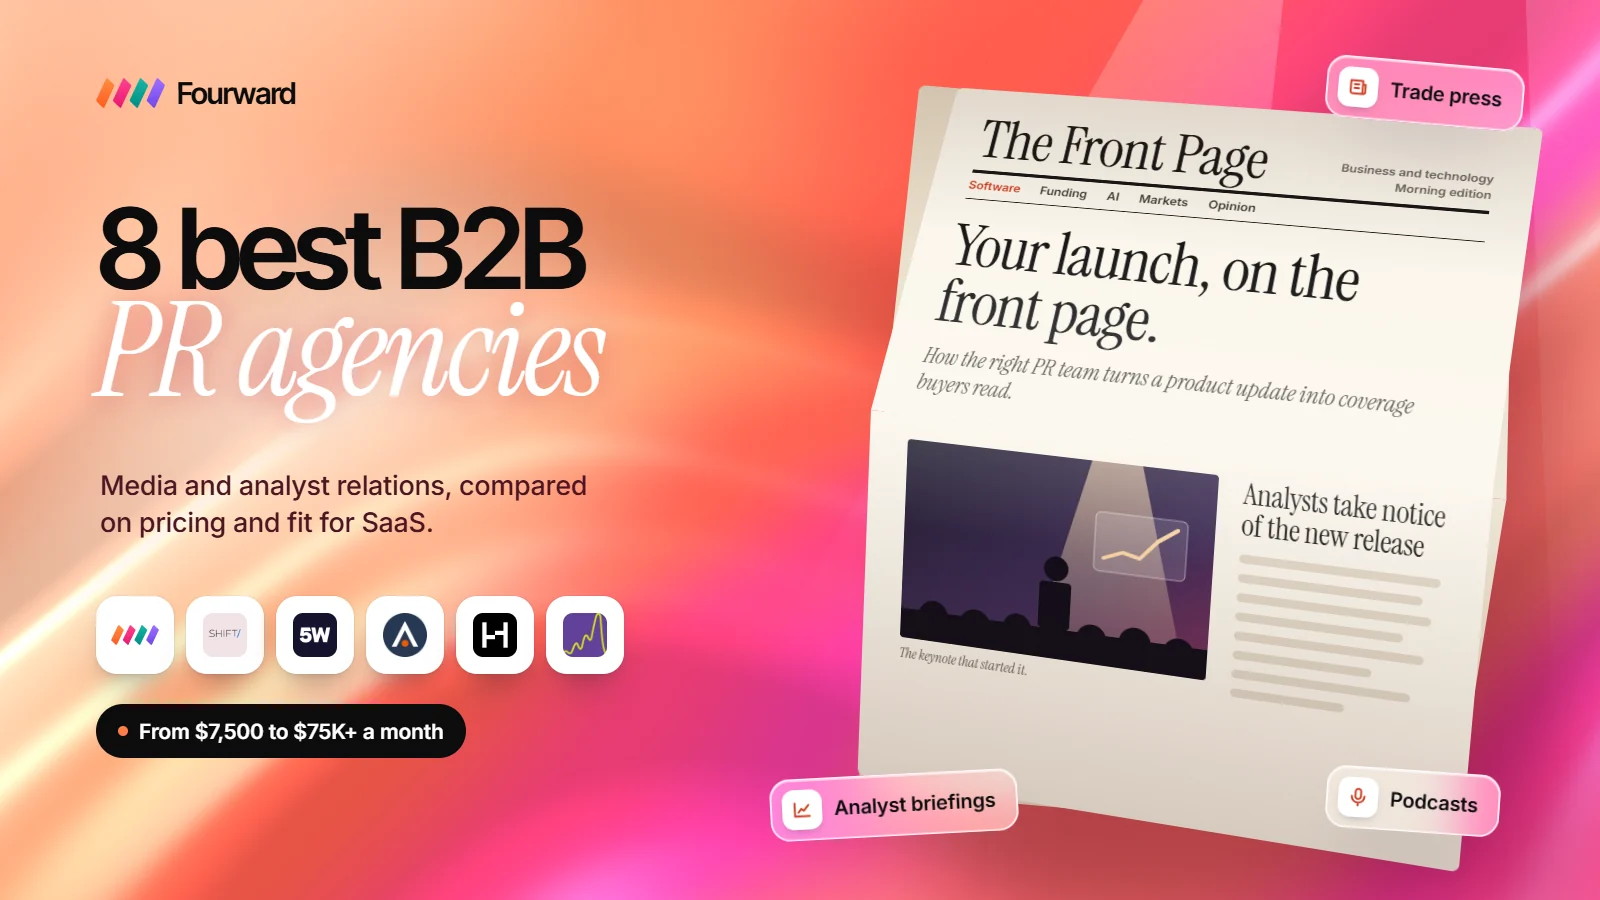 Fourward
8 best B2B
PR agencies
Media and analyst relations, compared
on pricing and fit for SaaS.
SHIFT/
5W
From $7,500 to $75K+ a month
Trade press
The Front Page
Business and technology
Morning edition
Software Funding AI Markets Opinion
Your launch, on the
front page.
How the right PR team turns a product update into coverage
buyers read.
Analysts take notice
of the new release
The keynote that started it.
Analyst briefings
Podcasts